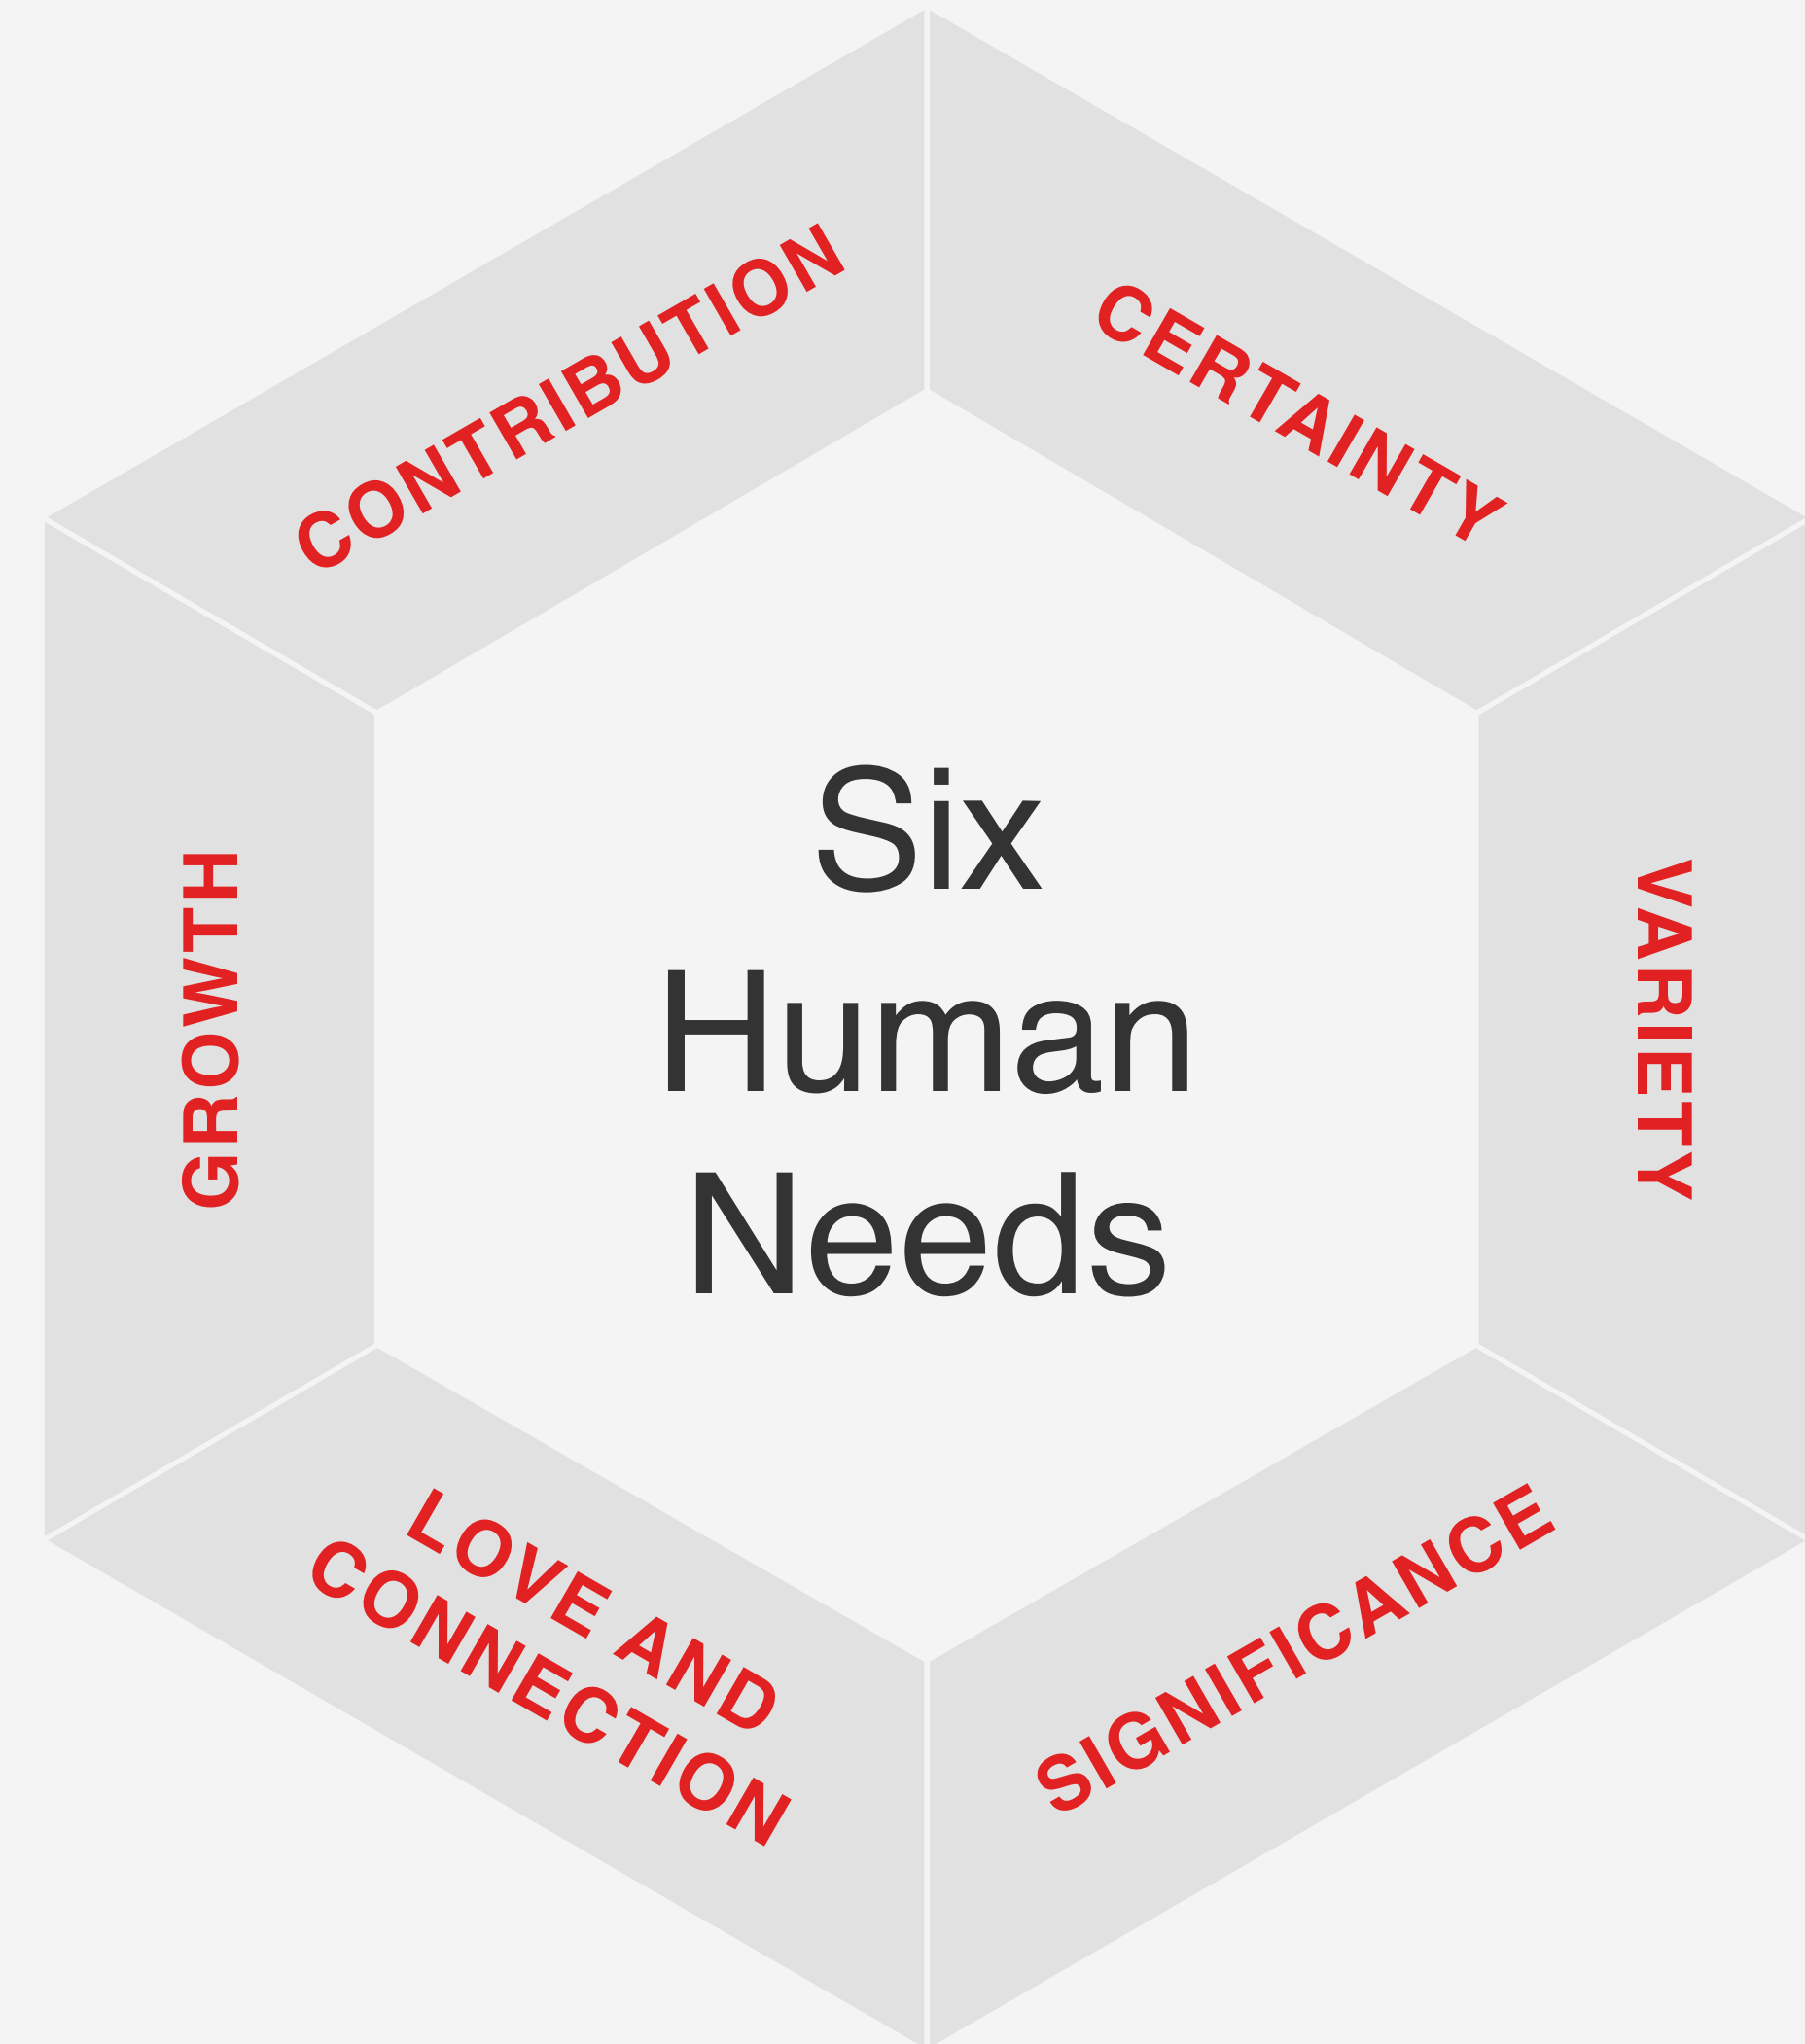 CONTRIBUTION
CERTAINTY
GROWTH
Six
Human
Needs
VARIETY
LOVE AND
CONNECTION
SIGNIFICANCE